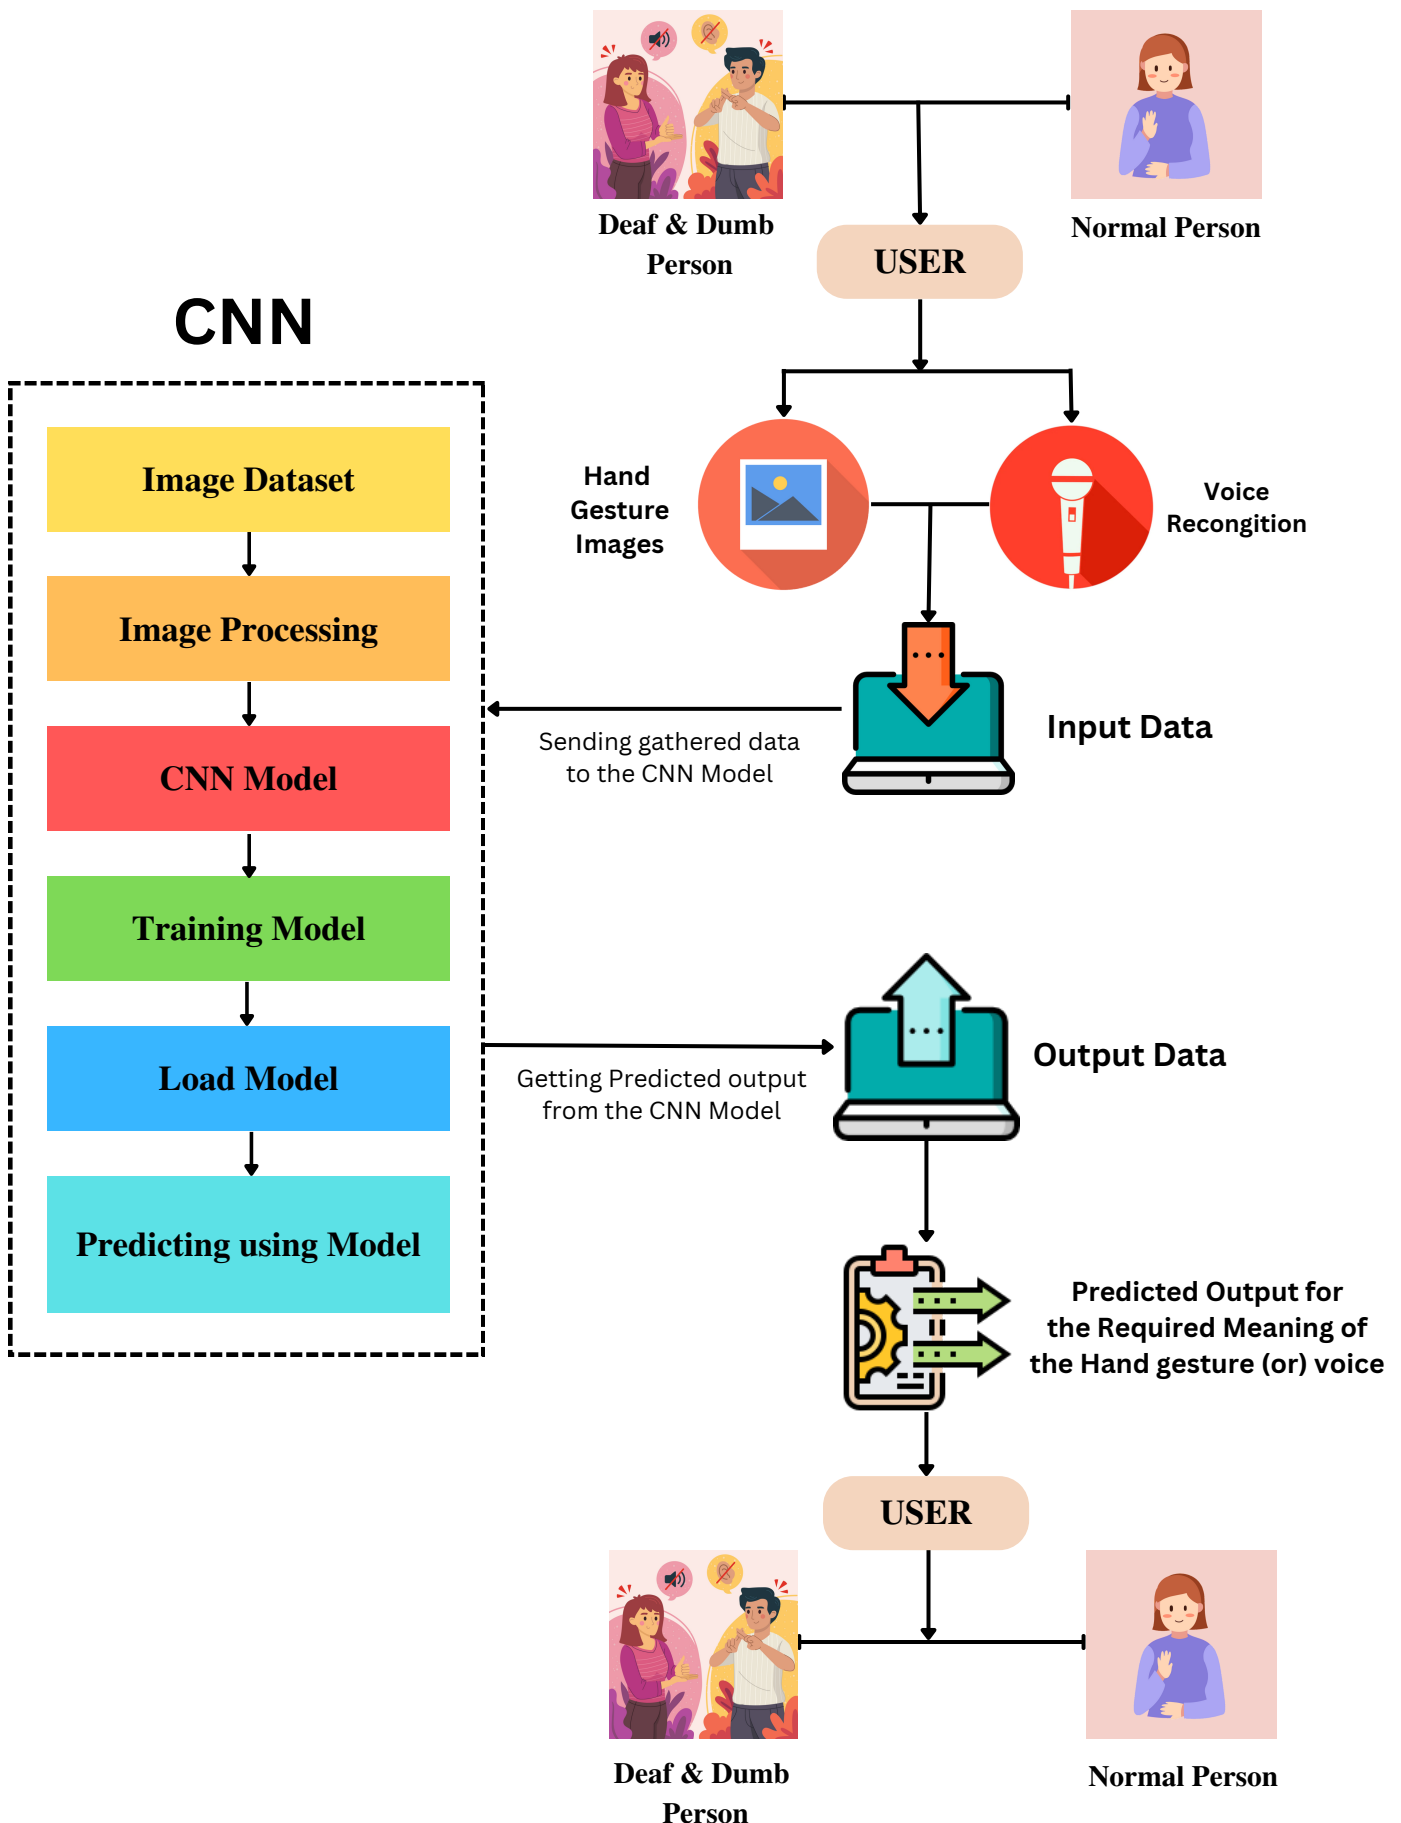 Deaf & Dumb
Person
Normal Person
USER
CNN
Image Dataset
Image Processing
CNN Model
Training Model
Load Model
Predicting using Model
Hand
Gesture
Images
Voice
Recongition
Input Data
Sending gathered data
to the CNN Model
Output Data
Getting Predicted output
from the CNN Model
Predicted Output for
the Required Meaning of
the Hand gesture (or) voice
USER
Deaf & Dumb
Person
Normal Person